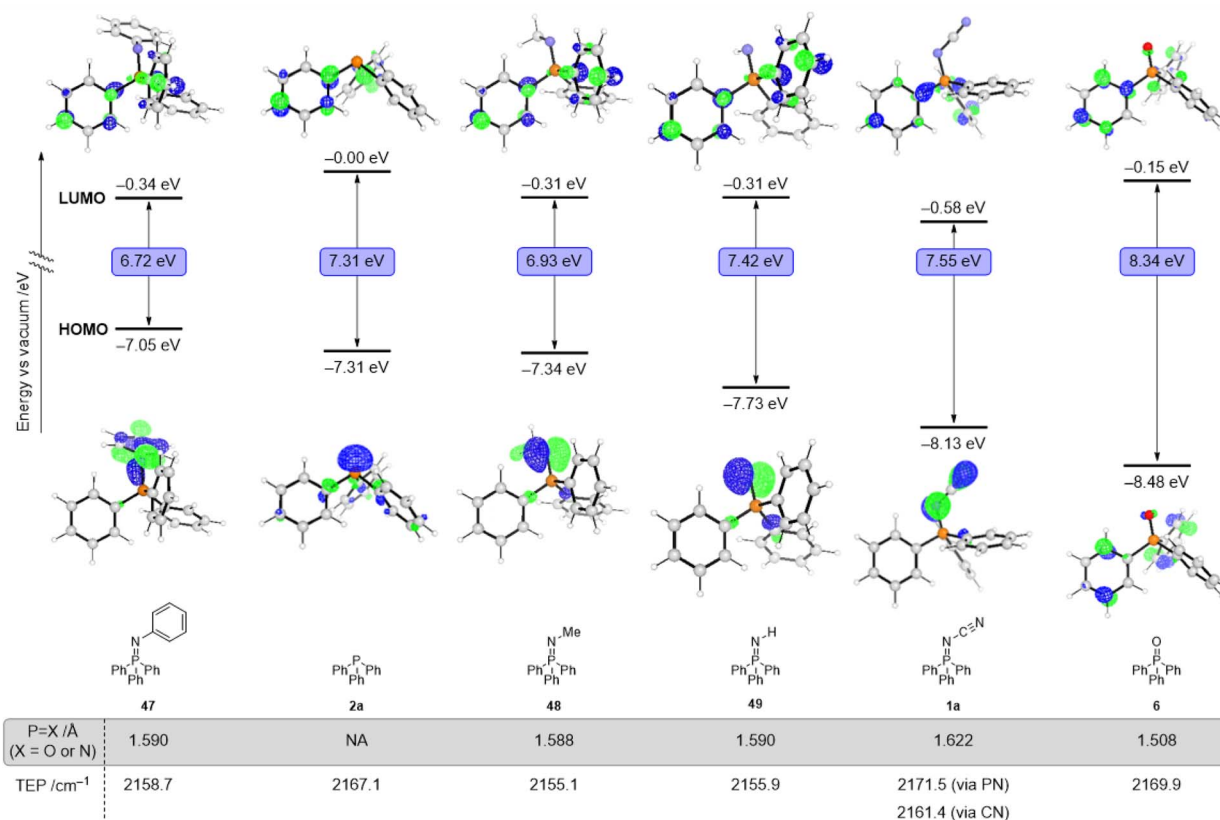 –0.00 eV
–0.15 eV
–0.34 eV
–0.31 eV
–0.31 eV
LUMO
–0.58 eV
6.72 eV
7.31 eV
6.93 eV
7.42 eV
7.55 eV
8.34 eV
Energy vs vacuum /eV
HOMO
–7.05 eV
–7.31 eV
–7.34 eV
–7.73 eV
–8.13 eV
–8.48 eV
N Me N H N C≡N
N P N N N O
P Ph Ph Ph P P P P
Ph Ph Ph Ph Ph Ph Ph Ph Ph Ph Ph Ph Ph Ph Ph
47 2a 48 49 1a 6
P=X /Å 1.590 NA 1.588 1.590 1.622 1.508
(X = O or N)
TEP /cm⁻¹ 2158.7 2167.1 2155.1 2155.9 2171.5 (via PN) 2169.9
2161.4 (via CN)